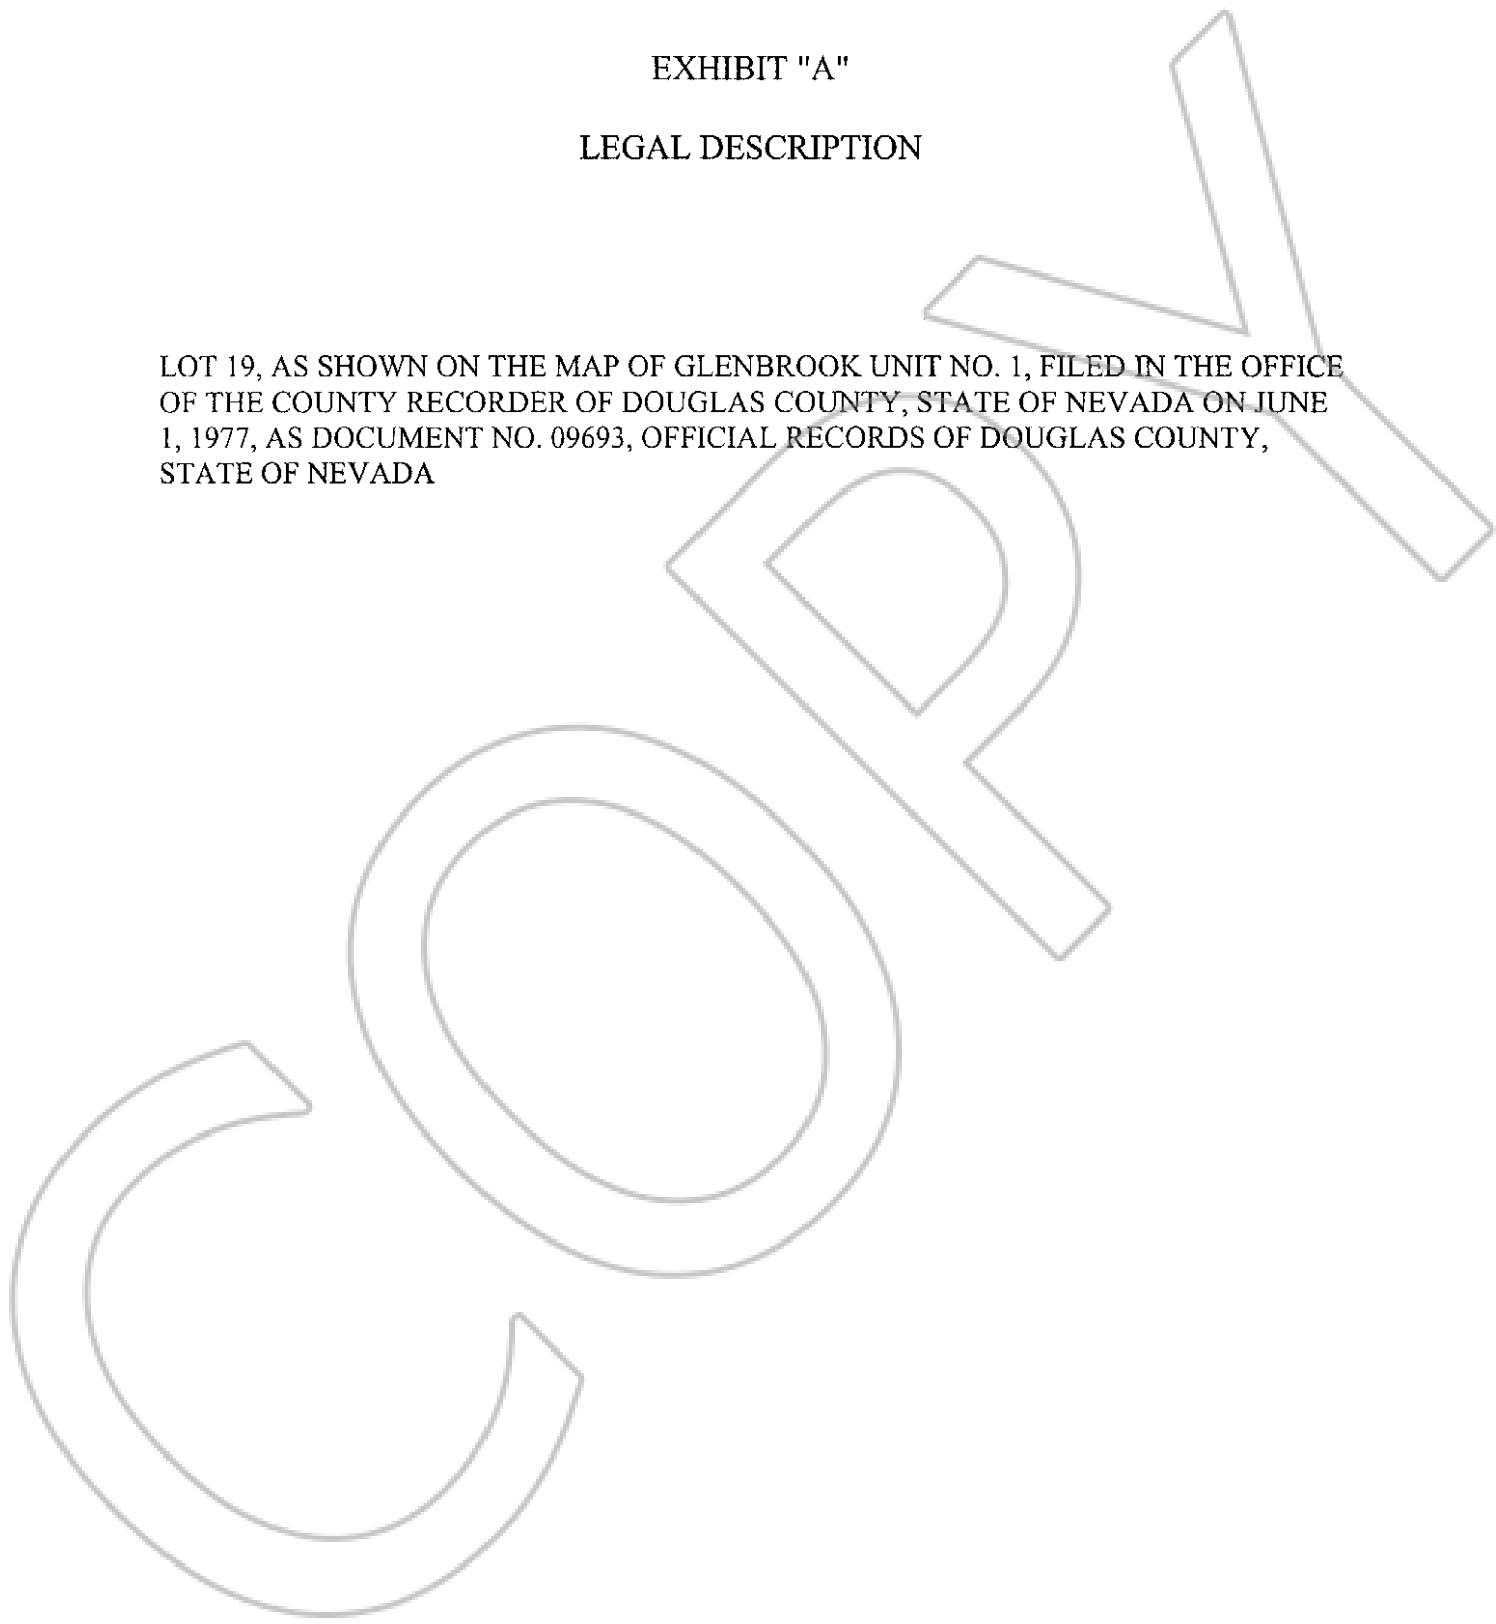 EXHIBIT "A"
LEGAL DESCRIPTION
LOT 19, AS SHOWN ON THE MAP OF GLENBROOK UNIT NO. 1, FILED IN THE OFFICE
OF THE COUNTY RECORDER OF DOUGLAS COUNTY, STATE OF NEVADA ON JUNE
1, 1977, AS DOCUMENT NO. 09693, OFFICIAL RECORDS OF DOUGLAS COUNTY,
STATE OF NEVADA
COPY